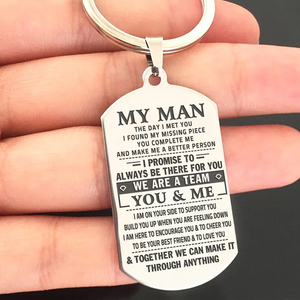 MY MAN
THE DAY I MET YOU
I FOUND MY MISSING PIECE
YOU COMPLETE ME
AND MAKE ME A BETTER PERSON
I PROMISE TO
ALWAYS BE THERE FOR YOU
WE ARE A TEAM
YOU & ME
I AM ON YOUR SIDE TO SUPPORT YOU
BUILD YOU UP WHEN YOU ARE FEELING DOWN
I AM HERE TO ENCOURAGE YOU & TO CHEER YOU
TO BE YOUR BEST FRIEND & TO LOVE YOU
& TOGETHER WE CAN MAKE IT
THROUGH ANYTHING